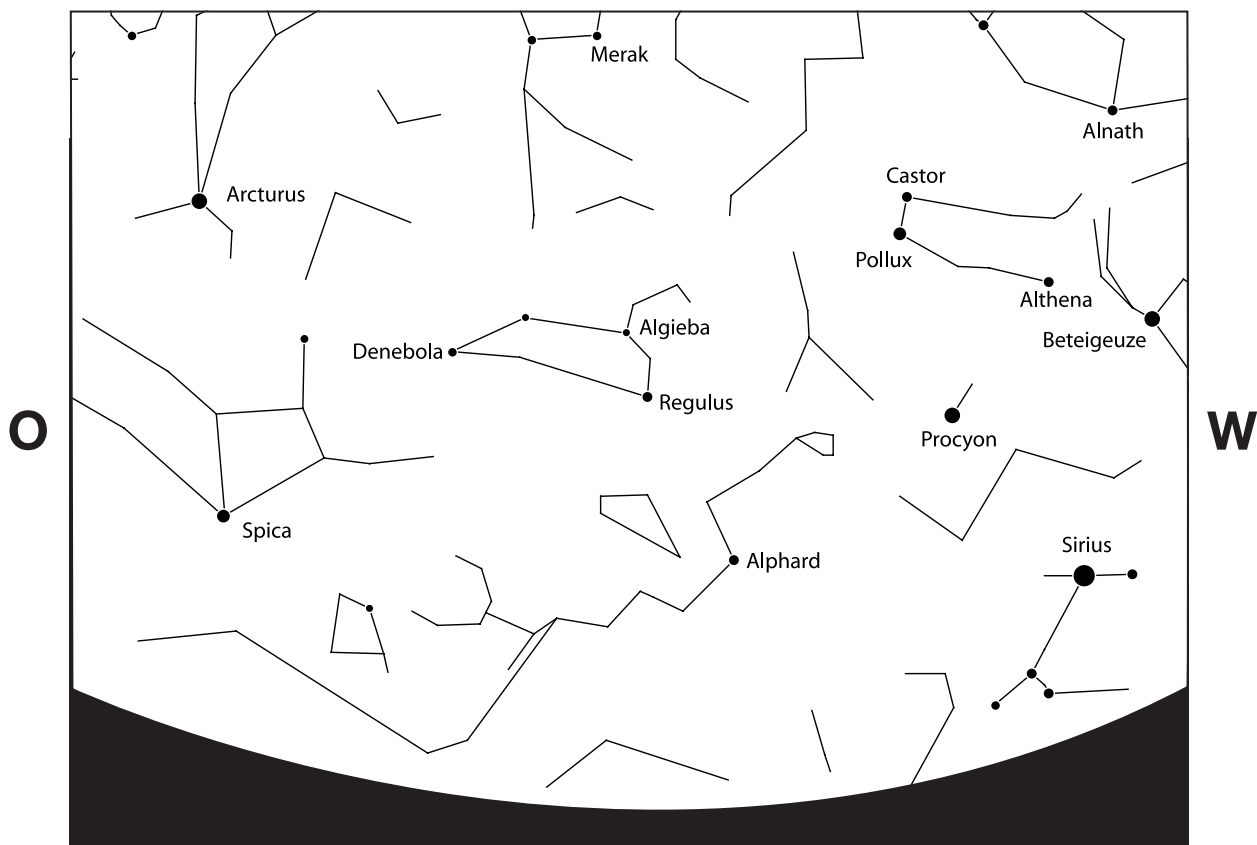 Merak
Alnath
Castor
Arcturus
Pollux
Althena
Algieba
Beteigeuze
Denebola
Regulus
O
W
Procyon
Spica
Sirius
Alphard